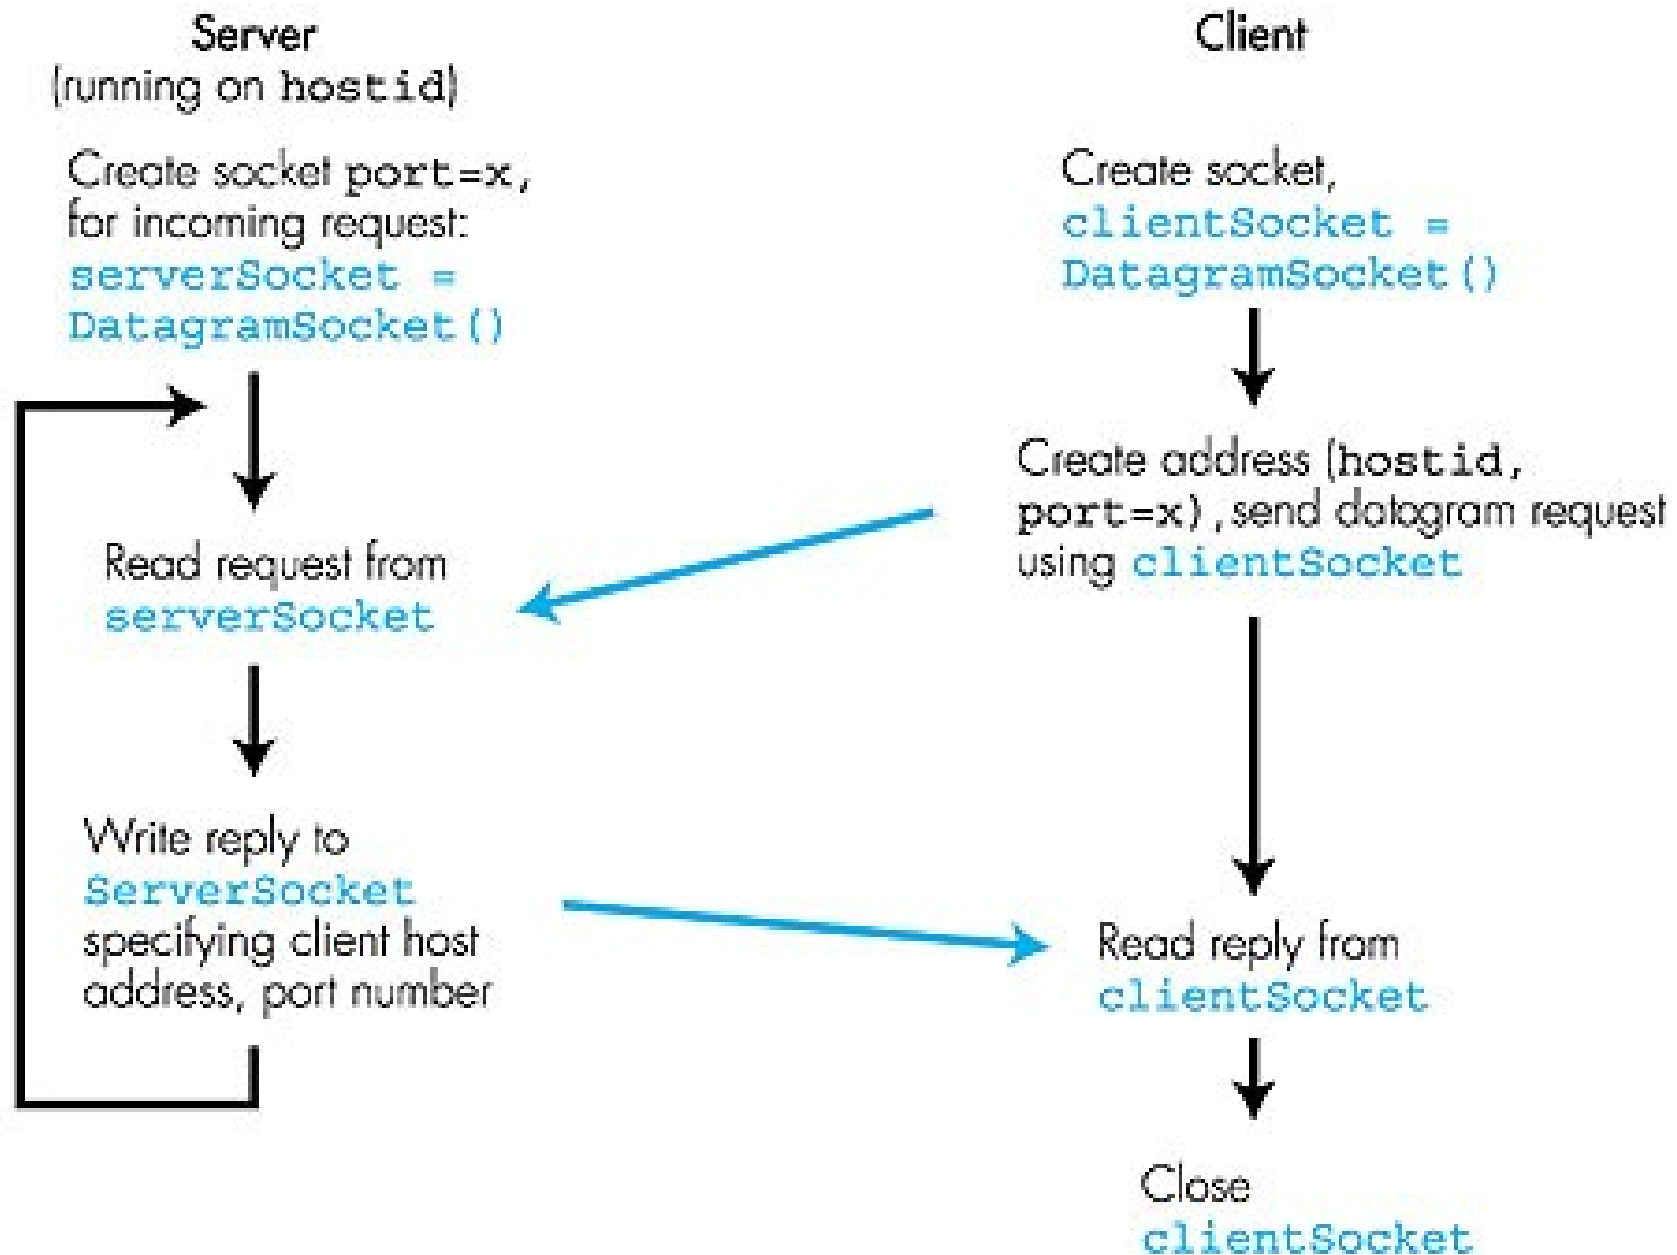 Server
(running on hostid)
Create socket port=x,
for incoming request:
serverSocket =
DatagramSocket()
Read request from
serverSocket
Write reply to
ServerSocket
specifying client host
address, port number
Client
Create socket,
clientSocket =
DatagramSocket()
Create address (hostid,
port=x), send datagram request
using clientSocket
Read reply from
clientSocket
Close
clientSocket